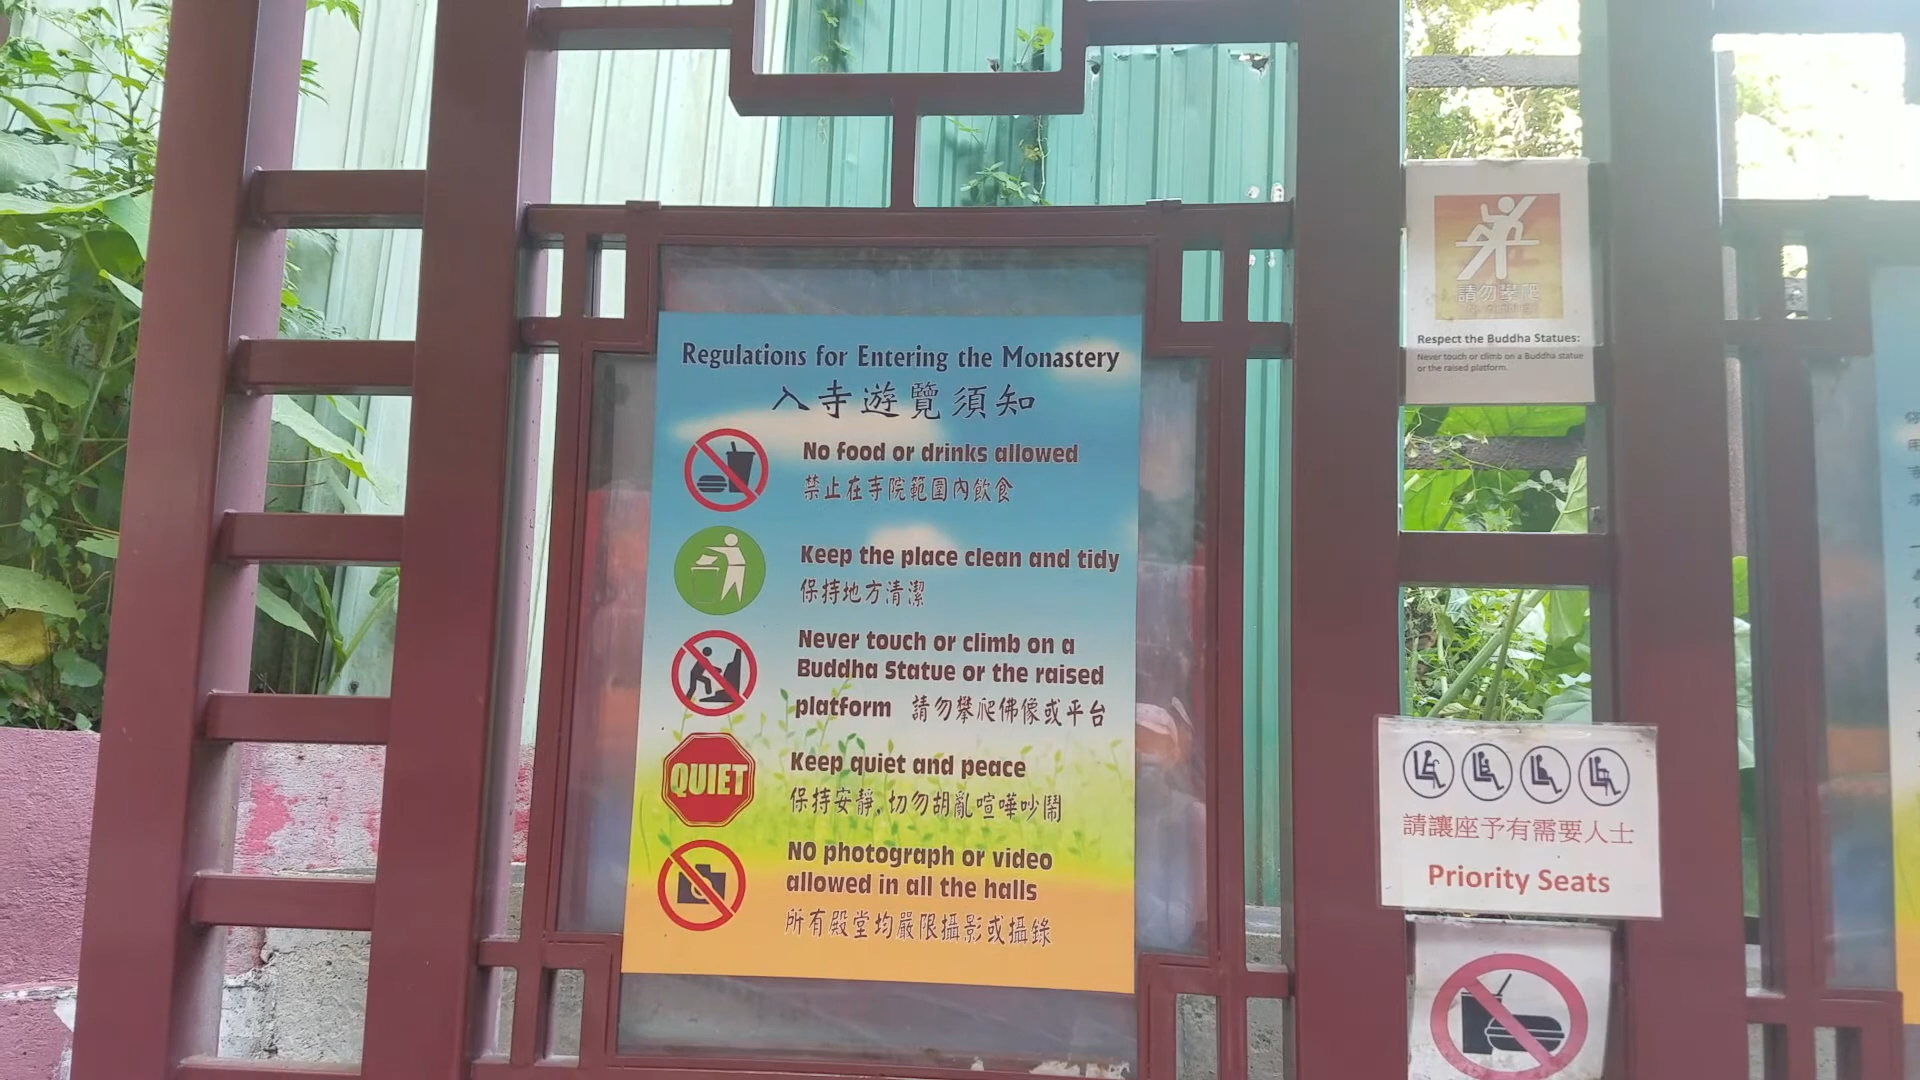 Regulations for Entering the Monastery
入寺遊覽須知
No food or drinks allowed
禁止在寺院範圍內飲食
Keep the place clean and tidy
保持地方清潔
Never touch or climb on a
Buddha Statue or the raised
platform 請勿攀爬佛像或平台
QUIET
Keep quiet and peace
保持安靜,切勿胡亂喧嘩吵鬧
NO photograph or video
allowed in all the halls
所有殿堂均嚴限攝影或攝錄
請勿攀爬
Respect the Buddha Statues:
Never touch or climb on a Buddha statue
or the raised platform.
請讓座予有需要人士
Priority Seats